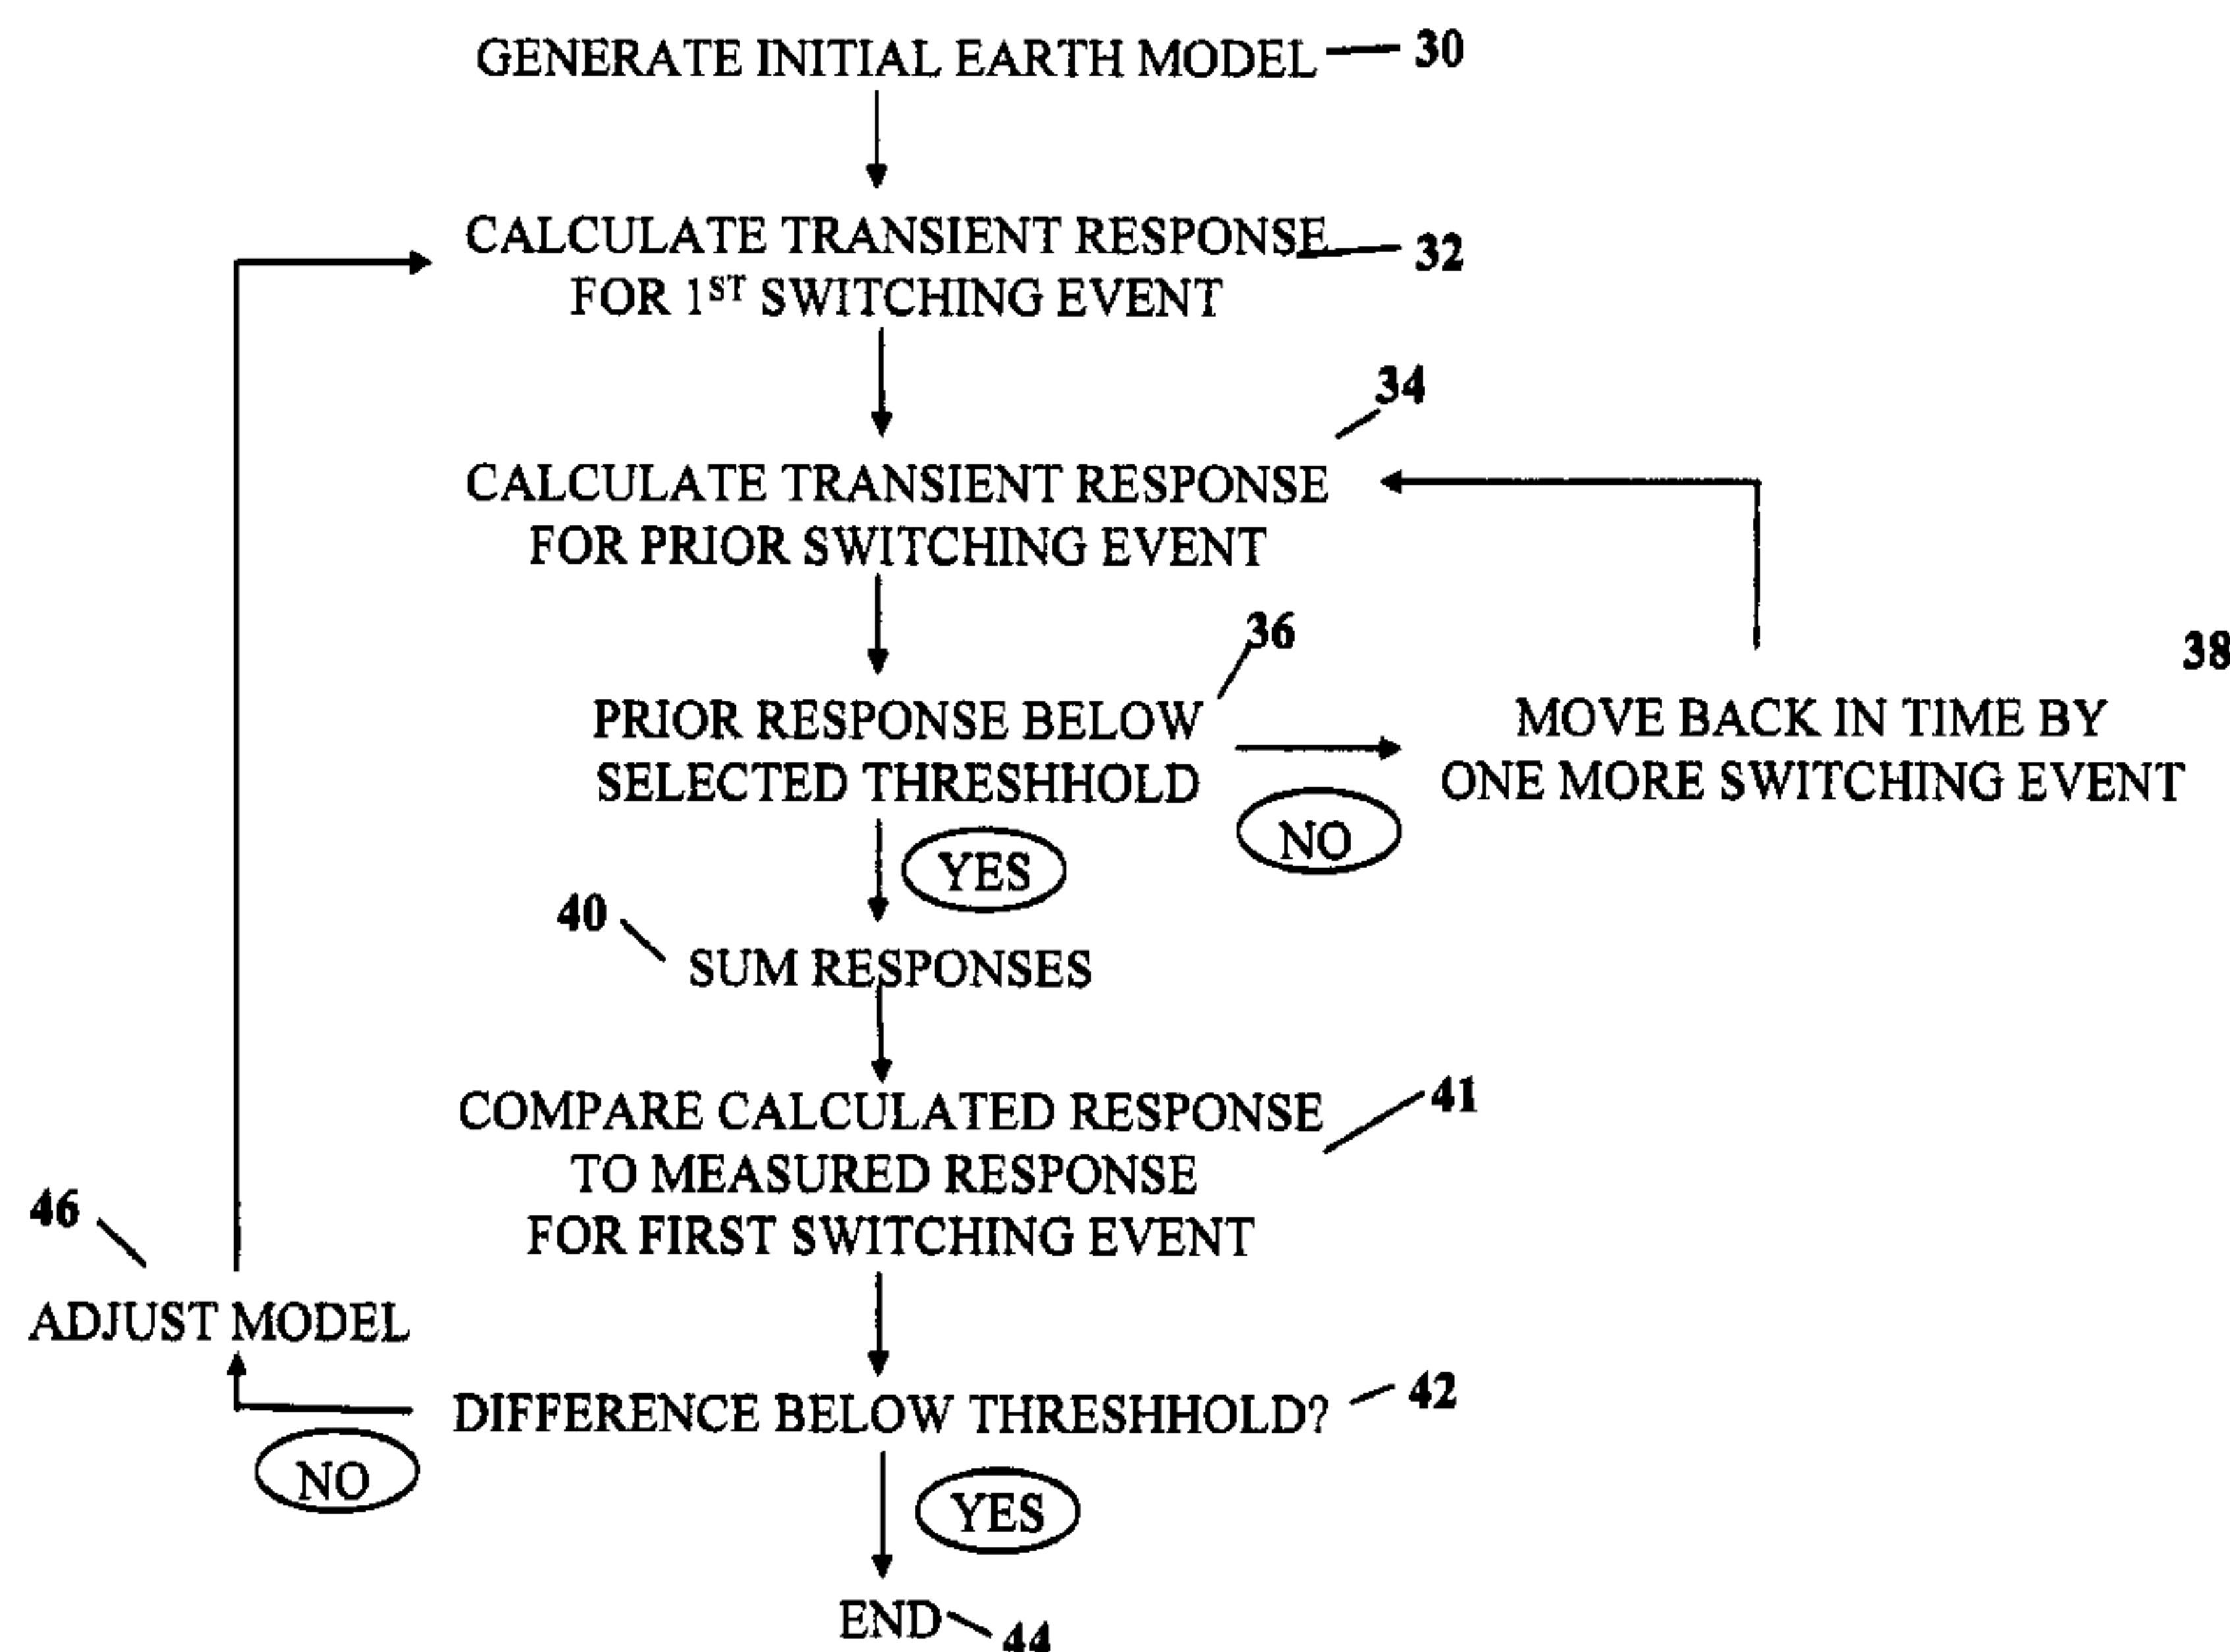 GENERATE INITIAL EARTH MODEL 30
CALCULATE TRANSIENT RESPONSE 32
FOR 1ST SWITCHING EVENT
34
CALCULATE TRANSIENT RESPONSE
FOR PRIOR SWITCHING EVENT
36
38
PRIOR RESPONSE BELOW
SELECTED THRESHHOLD
NO
MOVE BACK IN TIME BY
ONE MORE SWITCHING EVENT
YES
40
SUM RESPONSES
COMPARE CALCULATED RESPONSE
TO MEASURED RESPONSE
FOR FIRST SWITCHING EVENT
41
46
ADJUST MODEL
DIFFERENCE BELOW THRESHHOLD? 42
NO
YES
END 44